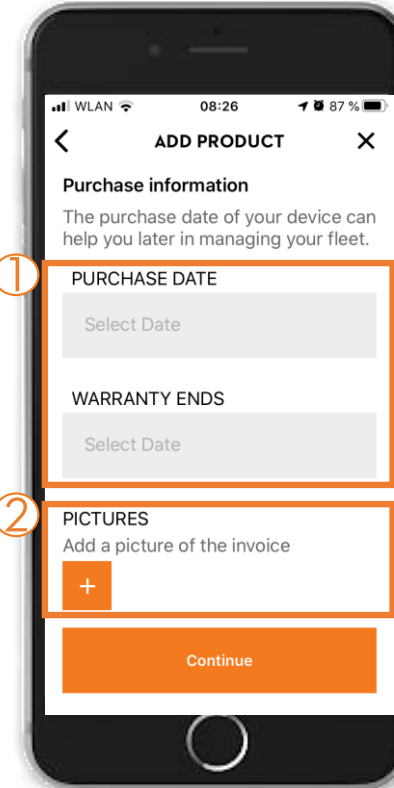 WLAN 08:26 87 %
ADD PRODUCT
Purchase information
The purchase date of your device can
help you later in managing your fleet.
1
PURCHASE DATE
Select Date
WARRANTY ENDS
Select Date
2
PICTURES
Add a picture of the invoice
+
Continue